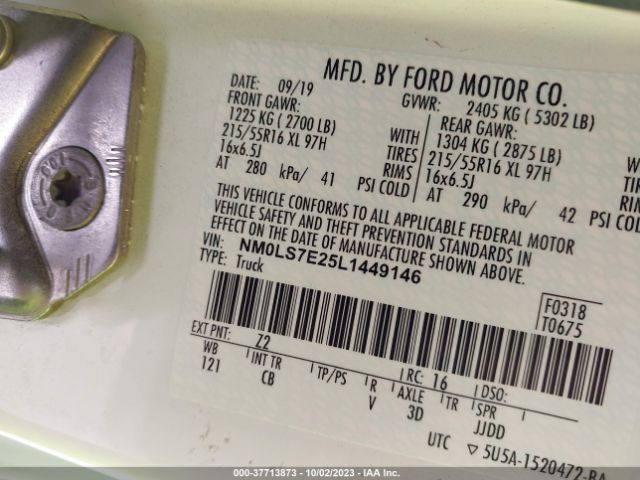 MFD. BY FORD MOTOR CO.
DATE: 09/19 GVWR: 2405 KG ( 5302 LB)
FRONT GAWR: REAR GAWR:
1225 KG ( 2700 LB) WITH 1304 KG ( 2875 LB) WITH
215/55R16 XL 97H TIRES 215/55R16 XL 97H TIRES
16x6.5J RIMS 16x6.5J RIMS
AT 280 kPa/ 41 PSI COLD AT 290 kPa/ 42 PSI COLD
THIS VEHICLE CONFORMS TO ALL APPLICABLE FEDERAL MOTOR
VEHICLE SAFETY AND THEFT PREVENTION STANDARDS IN
EFFECT ON THE DATE OF MANUFACTURE SHOWN ABOVE.
VIN: NM0LS7E25L1449146
TYPE: Truck
F0318
T0675
EXT PNT: Z2 RC: 16 DSO:
WB INT TR TP/PS R AXLE TR SPR
121 CB V 3D JJDD
UTC ▽ 5U5A-1520472-BA
000-37713873 - 10/02/2023 - IAAI.com